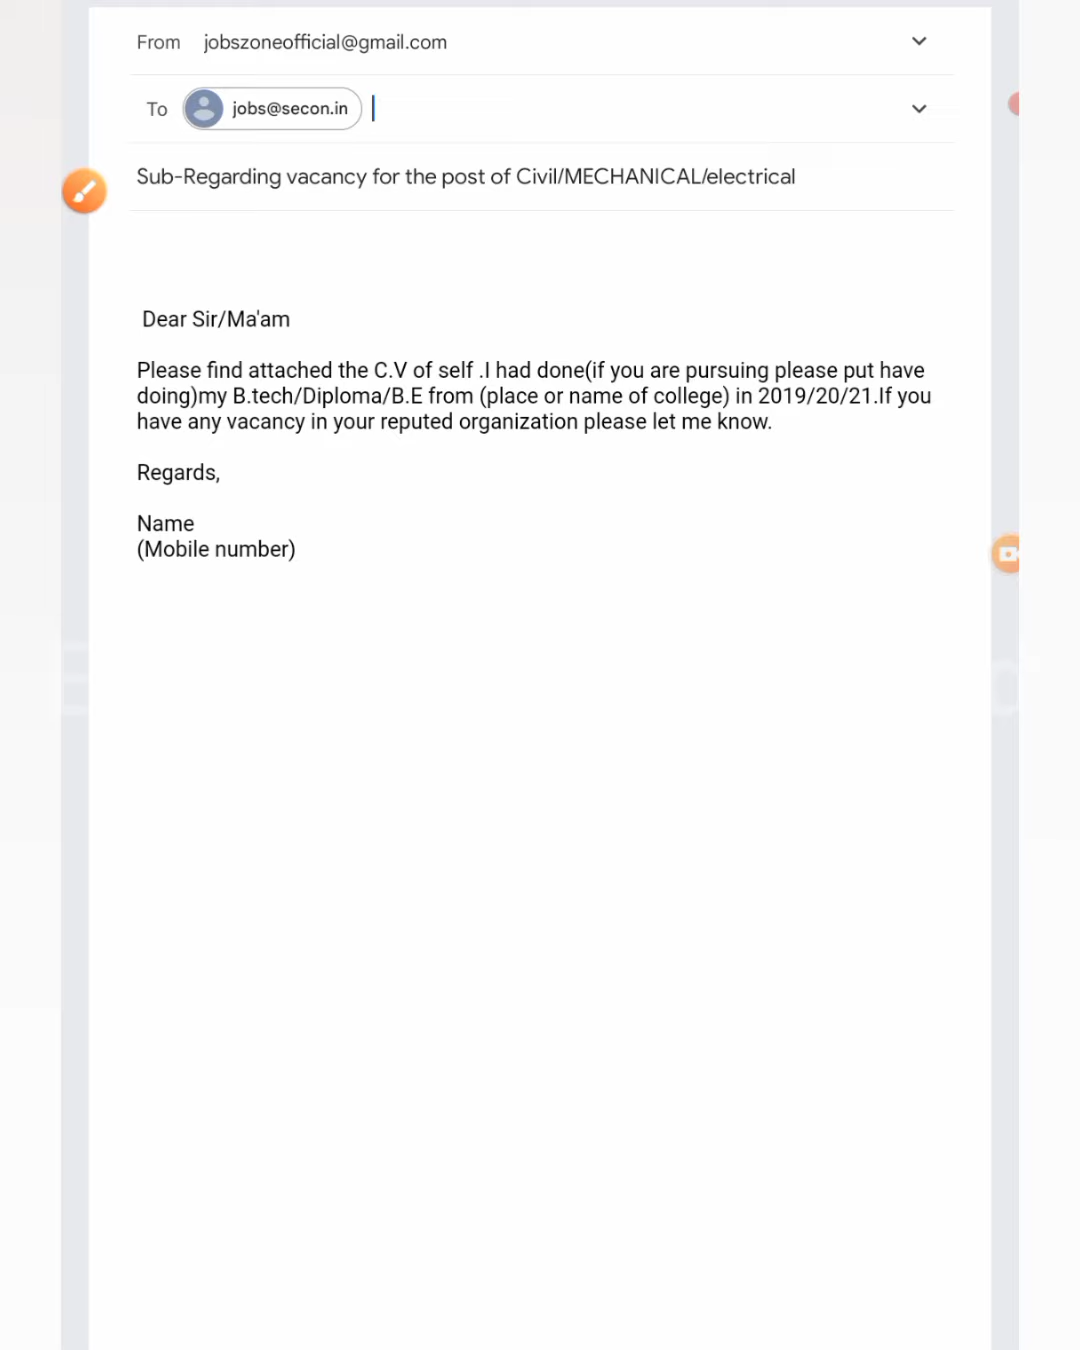 From jobszoneofficial@gmail.com
To jobs@secon.in
Sub-Regarding vacancy for the post of Civil/MECHANICAL/electrical
Dear Sir/Ma'am
Please find attached the C.V of self .I had done(if you are pursuing please put have
doing)my B.tech/Diploma/B.E from (place or name of college) in 2019/20/21.If you
have any vacancy in your reputed organization please let me know.
Regards,
Name
(Mobile number)